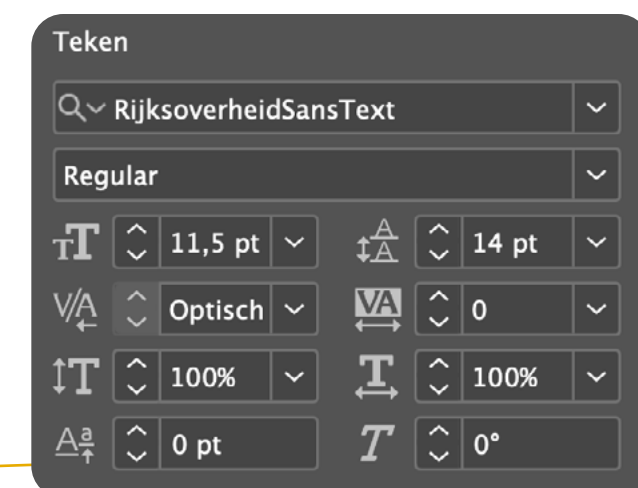 Teken
RijksoverheidSansText
Regular
11,5 pt 14 pt
Optisch 0
100% 100%
0 pt 0°